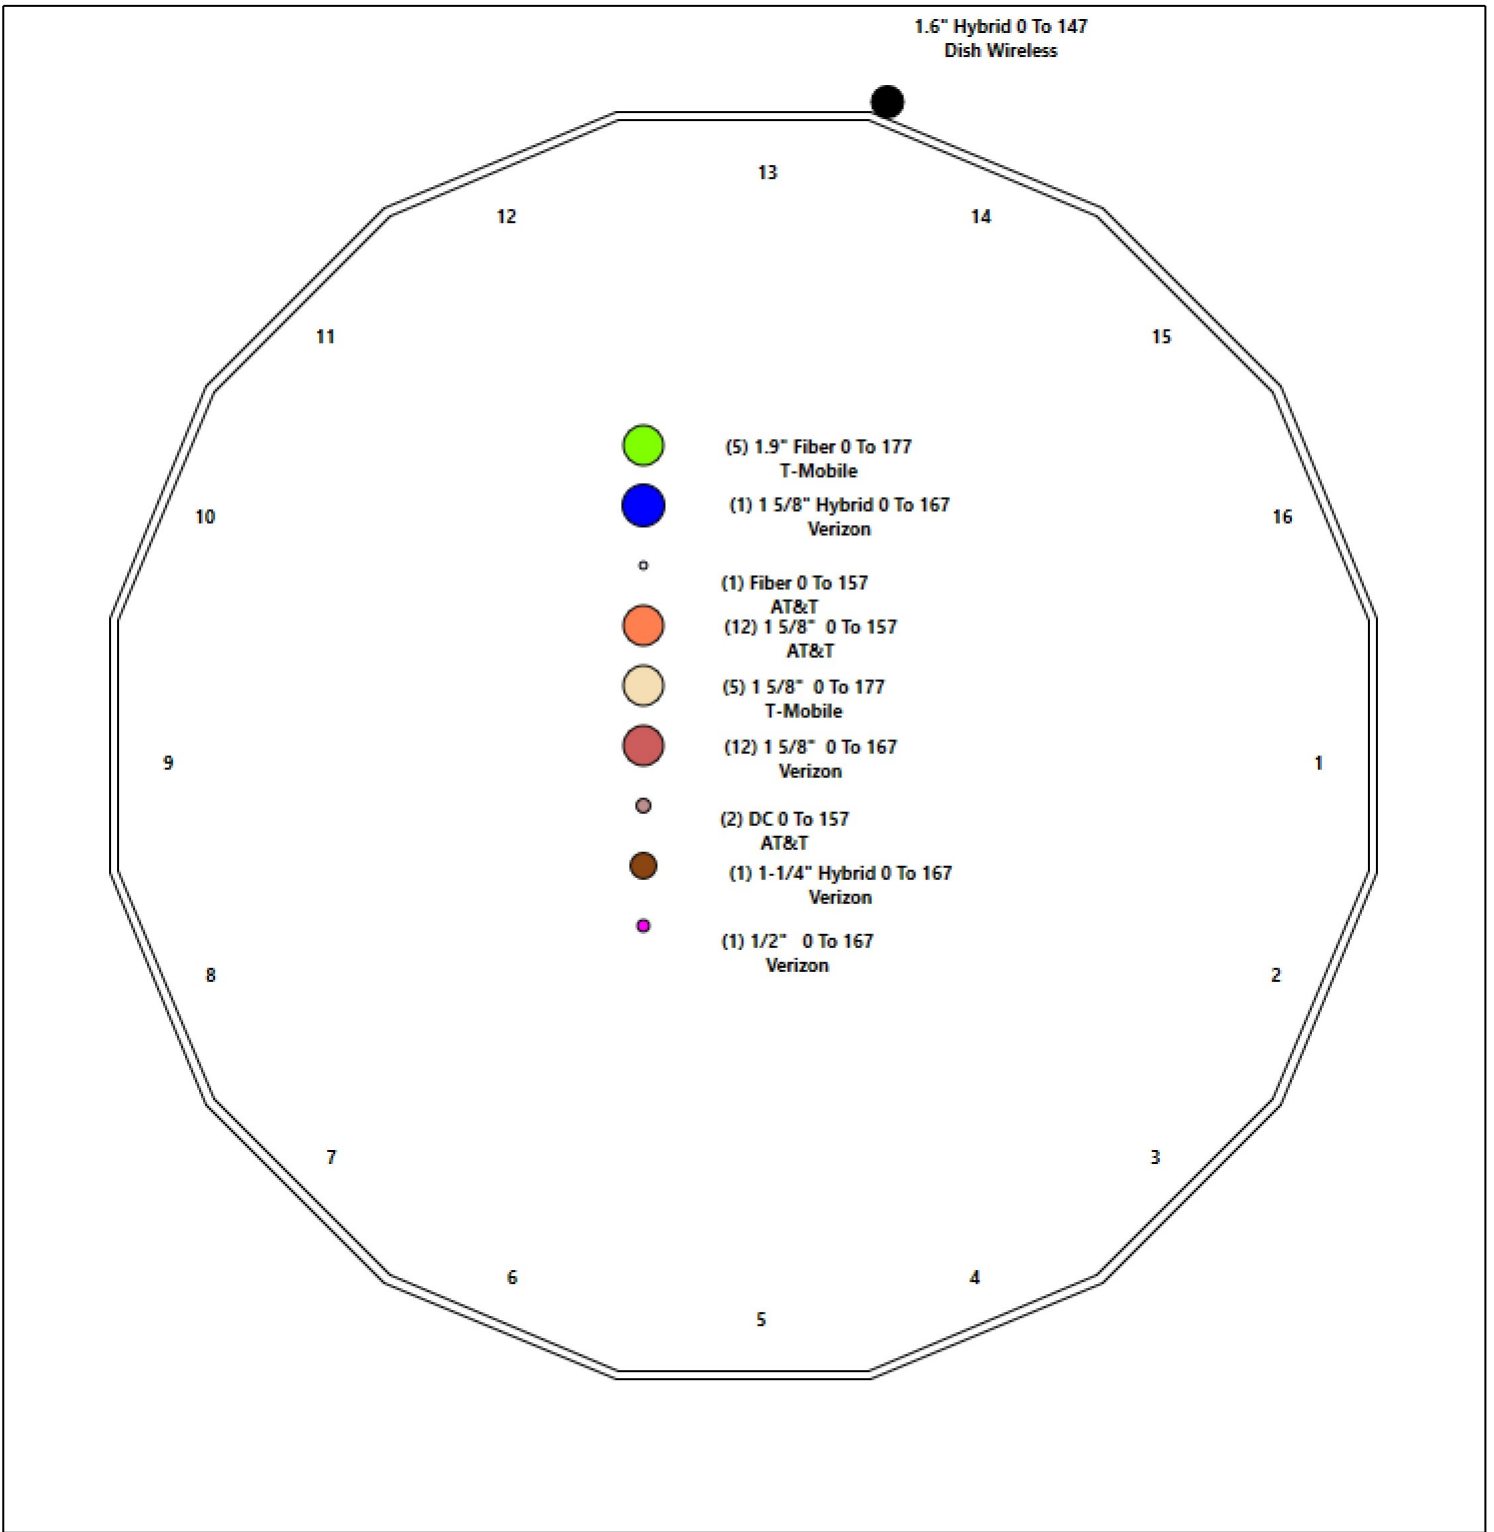 1.6" Hybrid 0 To 147
Dish Wireless
13
12
14
11
15
(5) 1.9" Fiber 0 To 177
T-Mobile
(1) 1 5/8" Hybrid 0 To 167
Verizon
10
16
(1) Fiber 0 To 157
AT&T
(12) 1 5/8"  0 To 157
AT&T
(5) 1 5/8"  0 To 177
T-Mobile
(12) 1 5/8"  0 To 167
Verizon
9
1
(2) DC 0 To 157
AT&T
(1) 1-1/4" Hybrid 0 To 167
Verizon
(1) 1/2"   0 To 167
Verizon
8
2
7
3
6
4
5